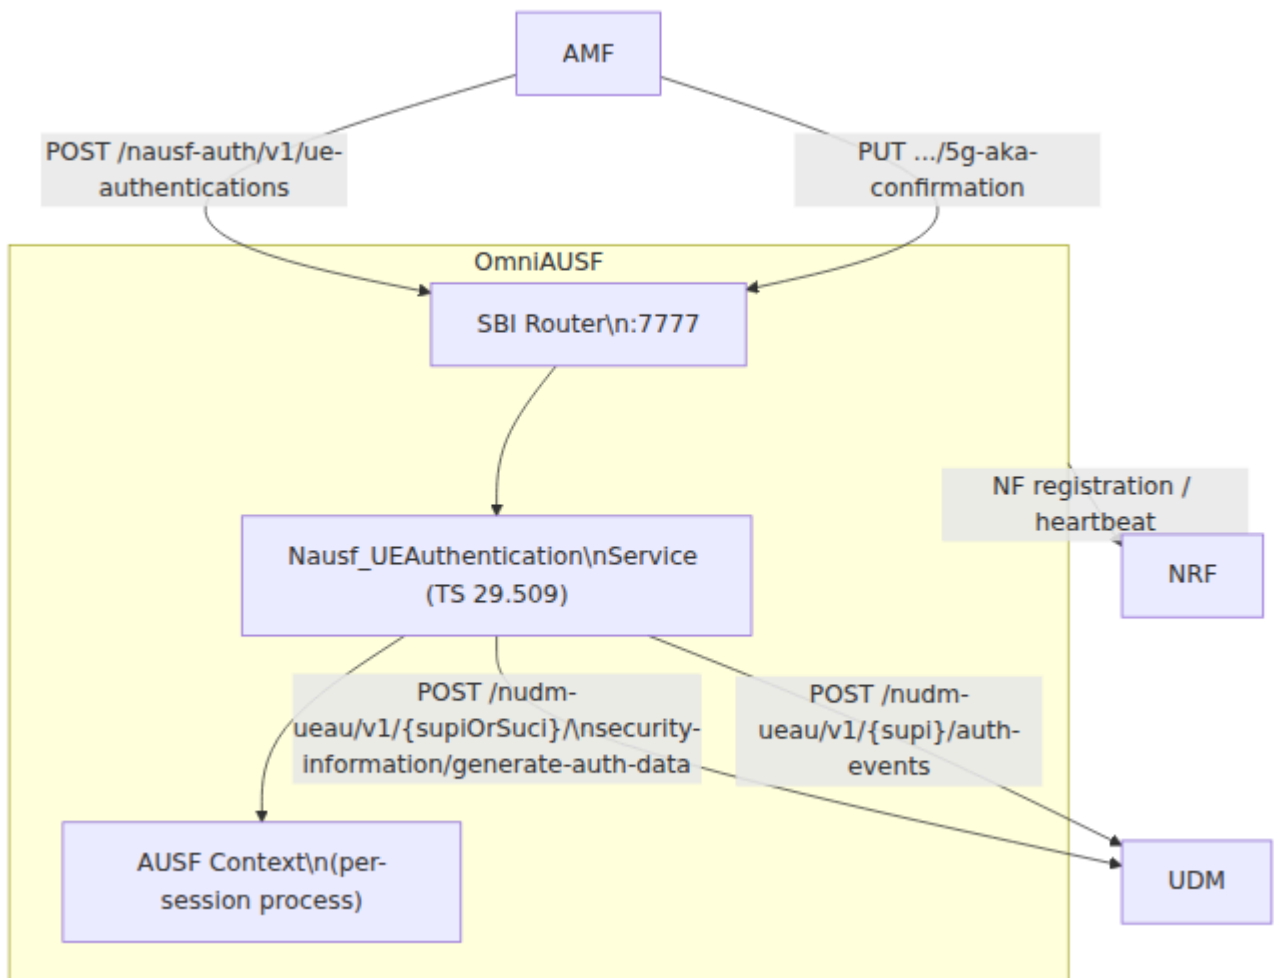 AMF
POST /nausf-auth/v1/ue-
authentications
PUT .../5g-aka-
confirmation
OmniAUSF
SBI Router\n:7777
NF registration /
heartbeat
Nausf_UEAuthentication\nService
(TS 29.509)
NRF
POST /nudm-
ueau/v1/{supiOrSuci}/\nsecurity-
information/generate-auth-data
POST /nudm-
ueau/v1/{supi}/auth-
events
AUSF Context\n(per-
session process)
UDM